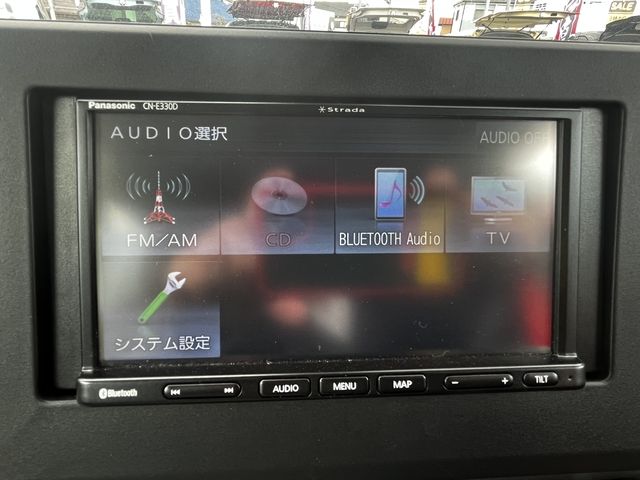 SALE
Panasonic CN-E330D
Strada
AUDIO選択
AUDIO OFF
FM/AM
CD
BLUETOOTH Audio
TV
システム設定
Bluetooth
AUDIO
MENU
MAP
− +
TILT